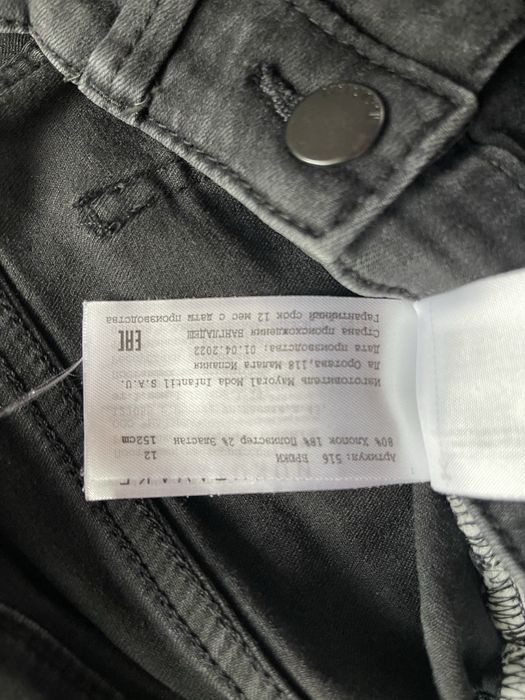 Артикул: 516 БРЮКИ
12 152cm
80% Хлопок 18% Полиэстер 2% Эластан
Изготовитель Mayoral Moda Infantil S.A.U.
Ла Оротава,118 Малага Испания
Дата производства: 01.04.2022
Страна происхождения БАНГЛАДЕШ
Гарантийный срок 12 мес с даты производства
EAC